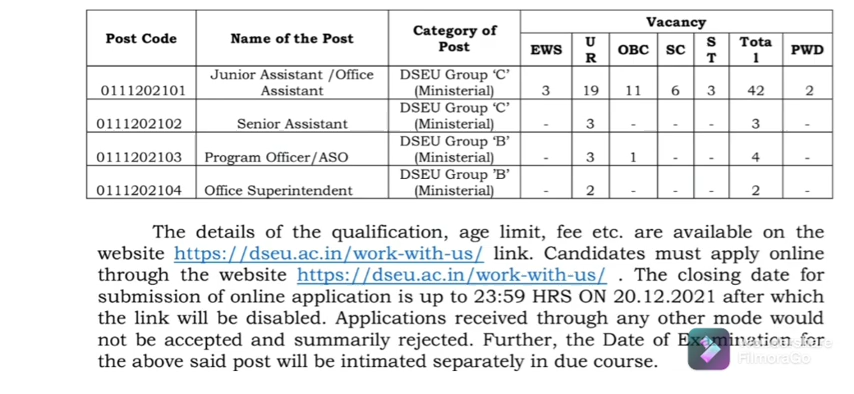 Post Code Name of the Post Category of Post Vacancy
EWS UR OBC SC ST Total PWD
0111202101 Junior Assistant /Office Assistant DSEU Group ‘C’ (Ministerial) 3 19 11 6 3 42 2
0111202102 Senior Assistant DSEU Group ‘C’ (Ministerial) - 3 - - - 3 -
0111202103 Program Officer/ASO DSEU Group ‘B’ (Ministerial) - 3 1 - - 4 -
0111202104 Office Superintendent DSEU Group ’B’ (Ministerial) - 2 - - - 2 -
The details of the qualification, age limit, fee etc. are available on the
website https://dseu.ac.in/work-with-us/ link. Candidates must apply online
through the website https://dseu.ac.in/work-with-us/ . The closing date for
submission of online application is up to 23:59 HRS ON 20.12.2021 after which
the link will be disabled. Applications received through any other mode would
not be accepted and summarily rejected. Further, the Date of Examination for
the above said post will be intimated separately in due course.
FilmoraGo